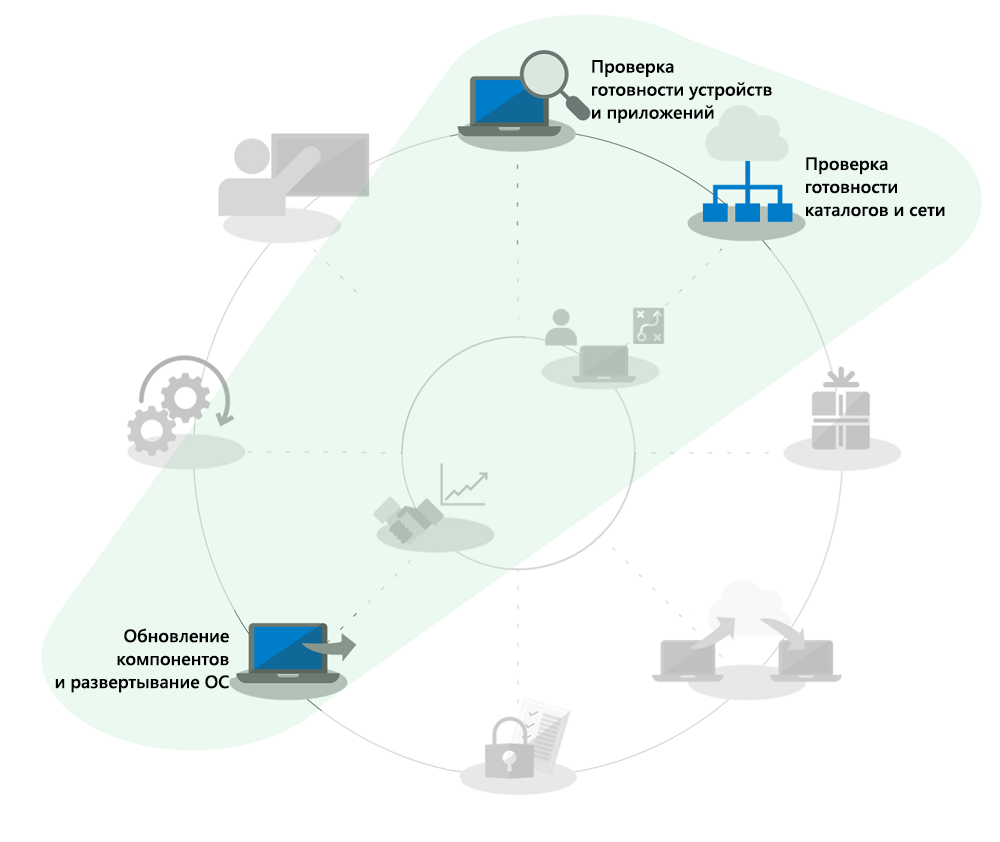 Проверка
готовности устройств
и приложений
Проверка
готовности
каталогов и сети
Обновление
компонентов
и развертывание ОС